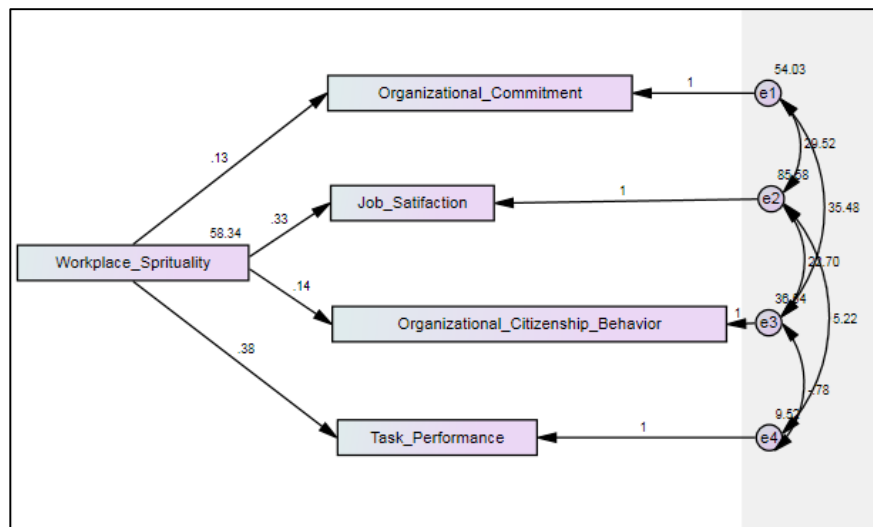 54.03
Organizational_Commitment
1
e1
29.52
.13
85.58
Job_Satifaction
1
e2
.33
35.48
58.34
Workplace_Sprituality
.14
Organizational_Citizenship_Behavior
1
e3
5.22
.38
-.78
9.52
Task_Performance
1
e4